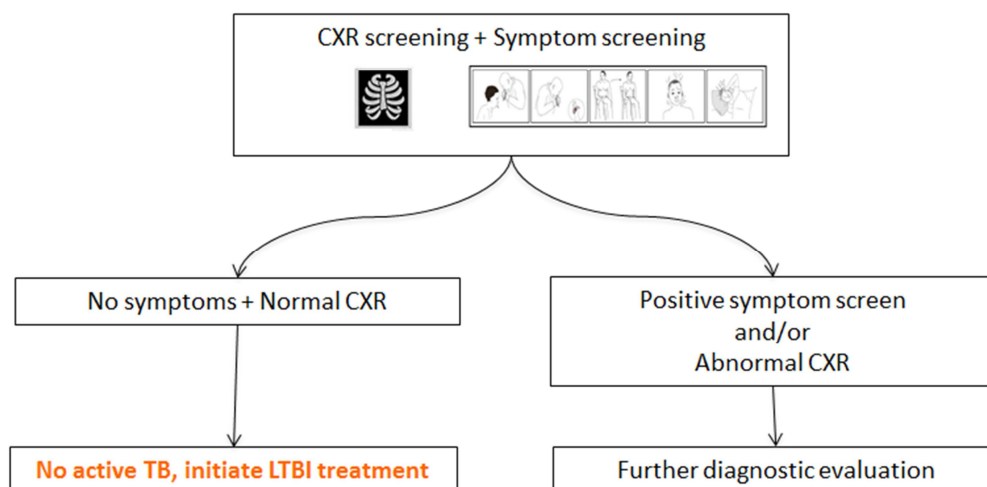 CXR screening + Symptom screening
No symptoms + Normal CXR
Positive symptom screen
and/or
Abnormal CXR
No active TB, initiate LTBI treatment
Further diagnostic evaluation